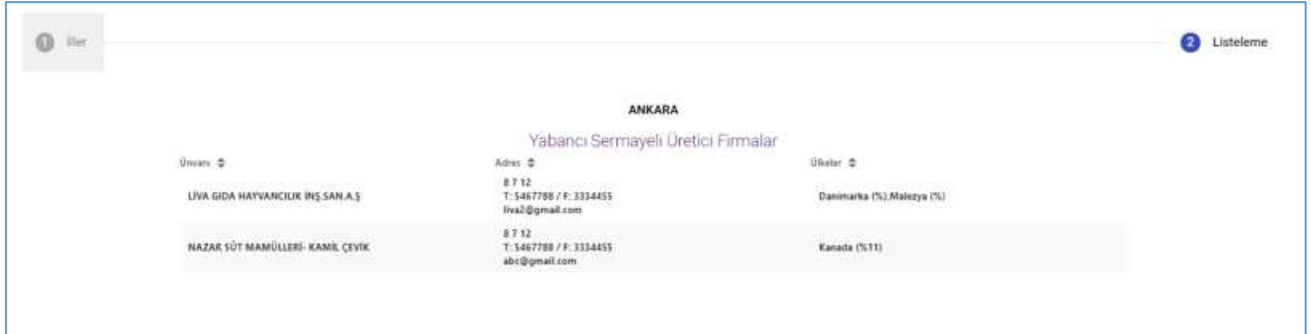 1 İller
2 Listeleme
ANKARA
Yabancı Sermayeli Üretici Firmalar
Ünvanı Adres Ülkeler
8 7 12
LİVA GIDA HAYVANCILIK İNŞ.SAN.A.Ş T: 5467788 / F: 3334455 Danimarka (%),Malezya (%)
liva2@gmail.com
8 7 12
NAZAR SÜT MAMÜLLERİ- KAMİL ÇEVİK T: 5467788 / F: 3334455 Kanada (%11)
abc@gmail.com